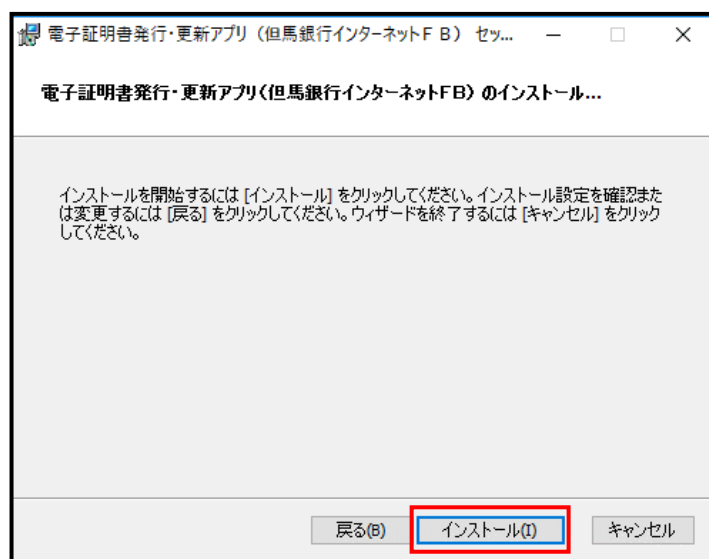 電子証明書発行・更新アプリ（但馬銀行インターネットＦＢ） セッ...
電子証明書発行・更新アプリ（但馬銀行インターネットFB）のインストール...
インストールを開始するには [インストール] をクリックしてください。インストール設定を確認また
は変更するには [戻る] をクリックしてください。ウィザードを終了するには [キャンセル] をクリック
してください。
戻る(B) インストール(I) キャンセル